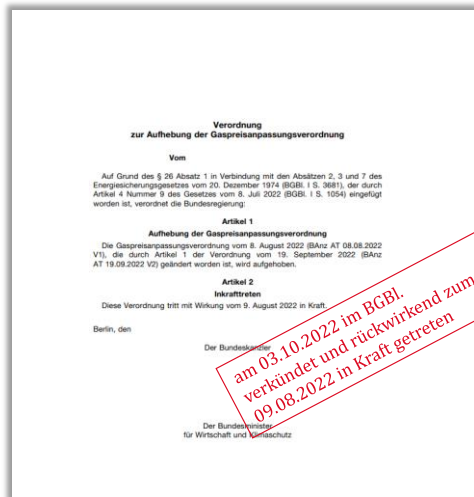 Verordnung
zur Aufhebung der Gaspreisanpassungsverordnung
Vom
Auf Grund des § 26 Absatz 1 in Verbindung mit den Absätzen 2, 3 und 7 des
Energiesicherungsgesetzes vom 20. Dezember 1974 (BGBl. I S. 3681), der durch
Artikel 4 Nummer 9 des Gesetzes vom 8. Juli 2022 (BGBl. I S. 1054) eingefügt
worden ist, verordnet die Bundesregierung:
Artikel 1
Aufhebung der Gaspreisanpassungsverordnung
Die Gaspreisanpassungsverordnung vom 8. August 2022 (BAnz AT 08.08.2022
V1), die durch Artikel 1 der Verordnung vom 19. September 2022 (BAnz
AT 19.09.2022 V2) geändert worden ist, wird aufgehoben.
Artikel 2
Inkrafttreten
Diese Verordnung tritt mit Wirkung vom 9. August 2022 in Kraft.
Berlin, den
Der Bundeskanzler
am 03.10.2022 im BGBl.
verkündet und rückwirkend zum
09.08.2022 in Kraft getreten
Der Bundesminister
für Wirtschaft und Klimaschutz